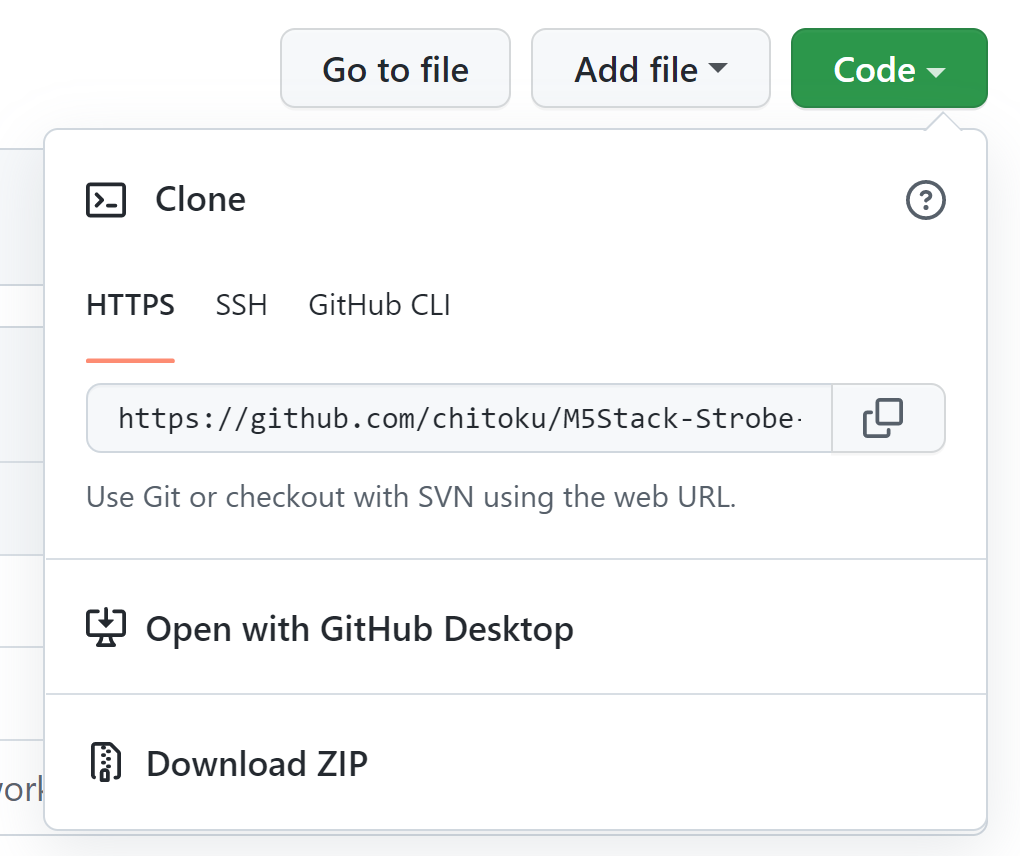 Go to file
Add file
Code
Clone
HTTPS
SSH
GitHub CLI
https://github.com/chitoku/M5Stack-Strobe-
Use Git or checkout with SVN using the web URL.
Open with GitHub Desktop
Download ZIP